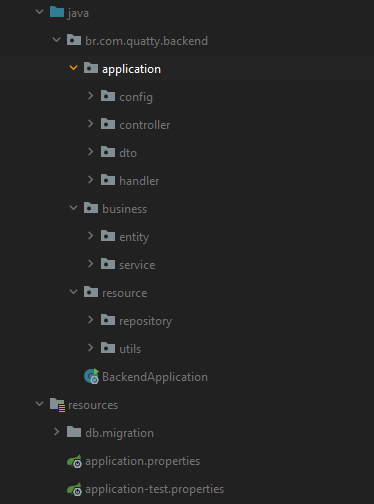 java
br.com.quatty.backend
application
config
controller
dto
handler
business
entity
service
resource
repository
utils
BackendApplication
resources
db.migration
application.properties
application-test.properties